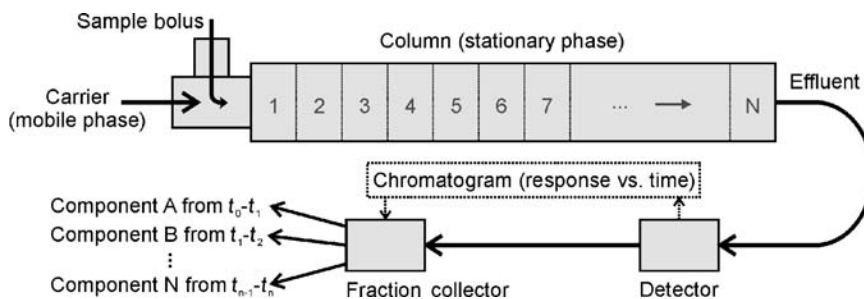 Sample bolus
Column (stationary phase)
Effluent
Carrier
(mobile phase)
1 2 3 4 5 6 7 ... N
Chromatogram (response vs. time)
Component A from t0-t1
Component B from t1-t2
⋮
Component N from tn-1-tn
Fraction collector
Detector